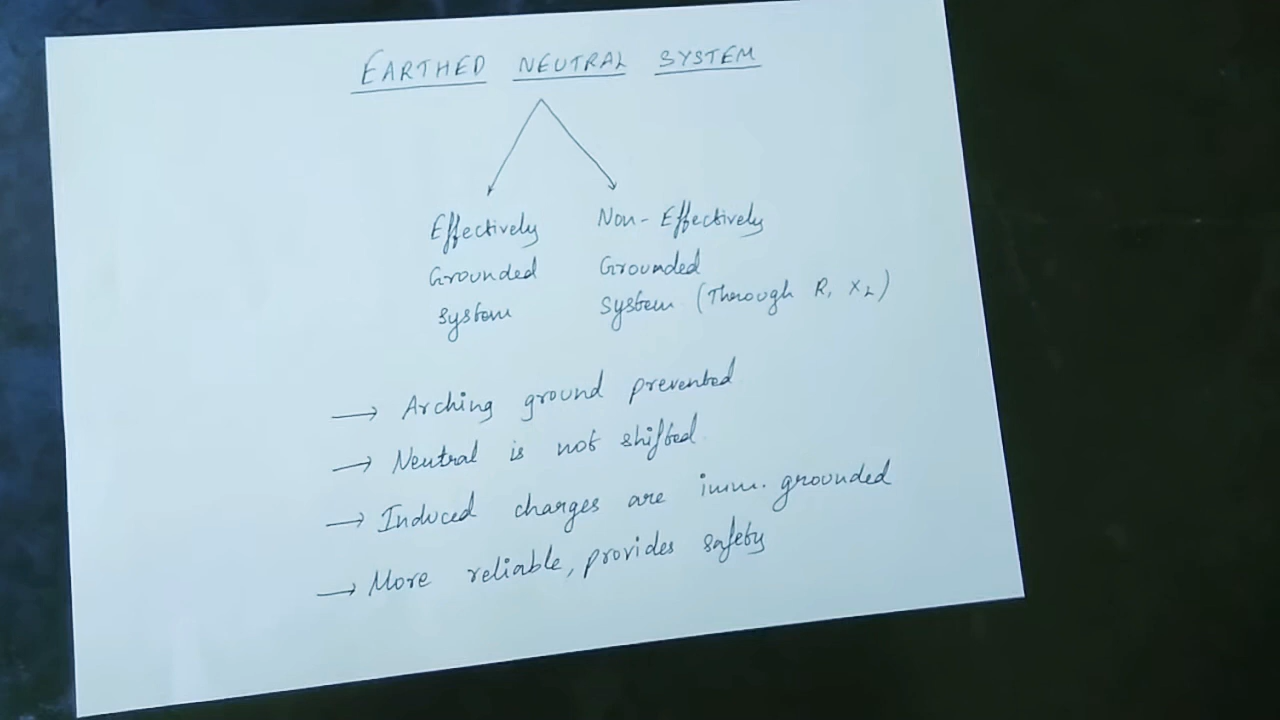 EARTHED NEUTRAL SYSTEM
Effectively Non-Effectively
Grounded Grounded
System System (Through R, XL)
→ Arching ground prevented
→ Neutral is not shifted.
→ Induced charges are imm. grounded
→ More reliable, provides safety